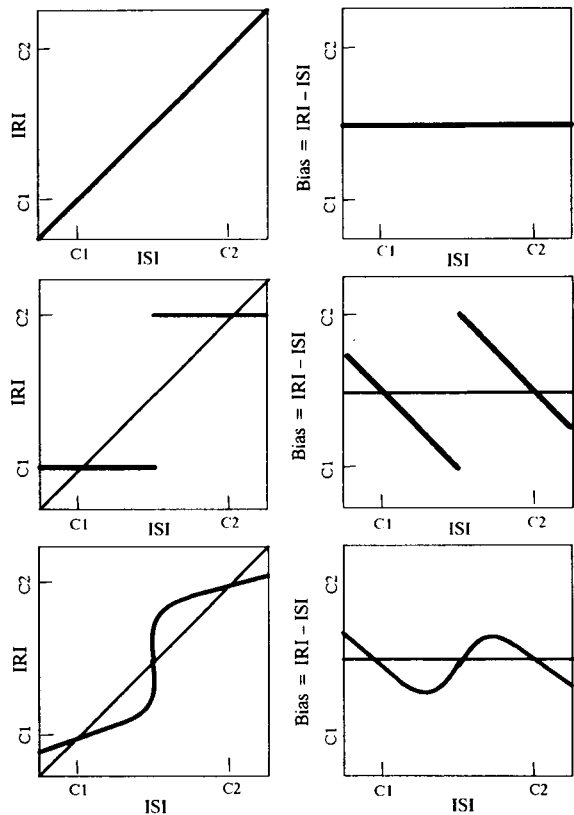 C2
IRI
C1
C1
C2
ISI
C2
Bias = IRI – ISI
C1
C1
C2
ISI
C2
IRI
C1
C1
C2
ISI
C2
Bias = IRI – ISI
C1
C1
C2
ISI
C2
IRI
C1
C1
C2
ISI
C2
Bias = IRI – ISI
C1
C1
C2
ISI